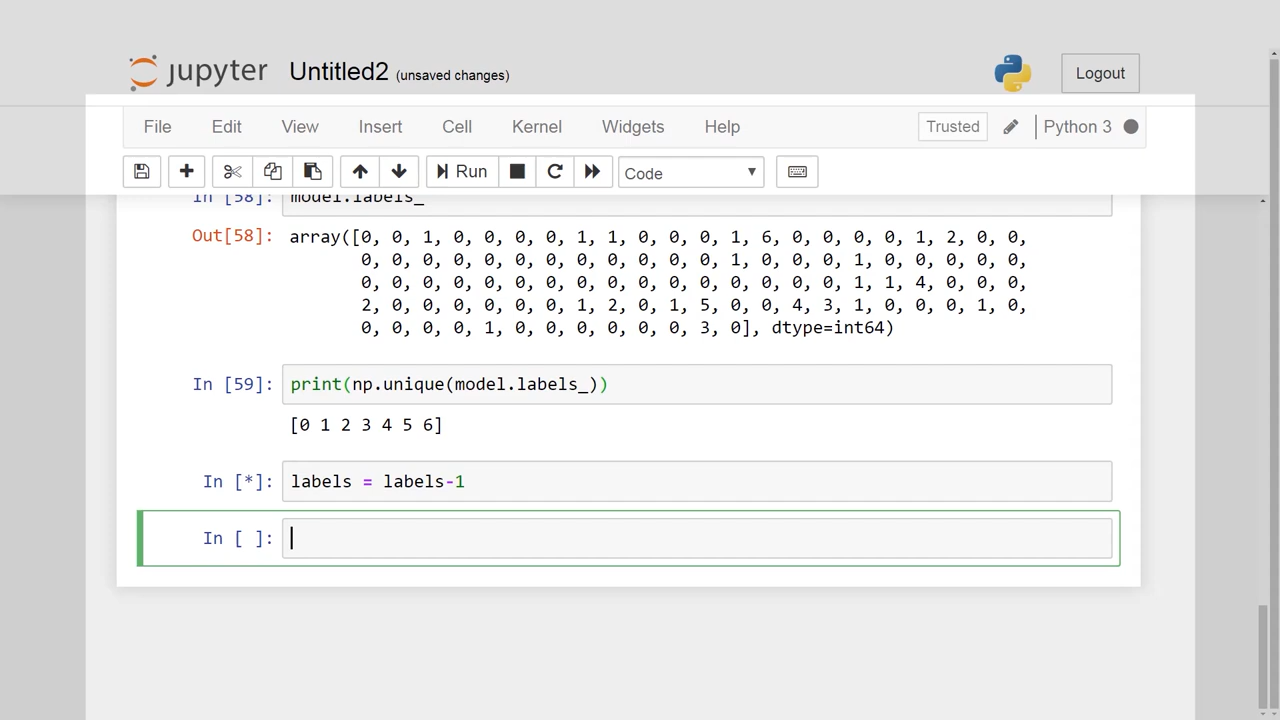 jupyter Untitled2 (unsaved changes) Logout
File Edit View Insert Cell Kernel Widgets Help Trusted Python 3
Run Code
In [58]: model.labels_
Out[58]: array([0, 0, 1, 0, 0, 0, 0, 1, 1, 0, 0, 0, 1, 6, 0, 0, 0, 0, 1, 2, 0, 0,
0, 0, 0, 0, 0, 0, 0, 0, 0, 0, 0, 0, 1, 0, 0, 0, 1, 0, 0, 0, 0, 0,
0, 0, 0, 0, 0, 0, 0, 0, 0, 0, 0, 0, 0, 0, 0, 0, 1, 1, 4, 0, 0, 0,
2, 0, 0, 0, 0, 0, 0, 1, 2, 0, 1, 5, 0, 0, 4, 3, 1, 0, 0, 0, 1, 0,
0, 0, 0, 0, 1, 0, 0, 0, 0, 0, 0, 3, 0], dtype=int64)
In [59]: print(np.unique(model.labels_))
[0 1 2 3 4 5 6]
In [*]: labels = labels-1
In [ ]: